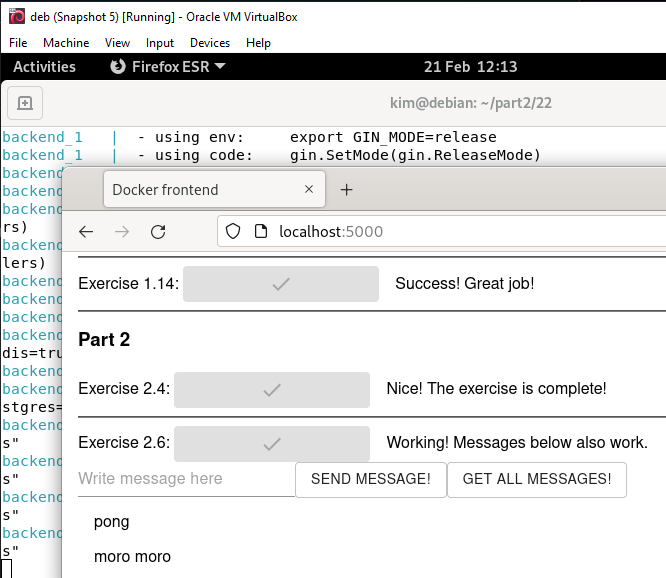 deb (Snapshot 5) [Running] - Oracle VM VirtualBox
File Machine View Input Devices Help
Activities Firefox ESR 21 Feb 12:13
kim@debian: ~/part2/22
backend_1 | - using env: export GIN_MODE=release
backend_1 | - using code: gin.SetMode(gin.ReleaseMode)
backend
Docker frontend
backend
backend
rs)
localhost:5000
backend
lers)
backend
Exercise 1.14: Success! Great job!
backend
backend
backend
Part 2
dis=tru
backend
backend
Exercise 2.4: Nice! The exercise is complete!
stgres=
backend
s"
Exercise 2.6: Working! Messages below also work.
backend
s"
Write message here SEND MESSAGE! GET ALL MESSAGES!
backend
s"
pong
backend
s"
moro moro